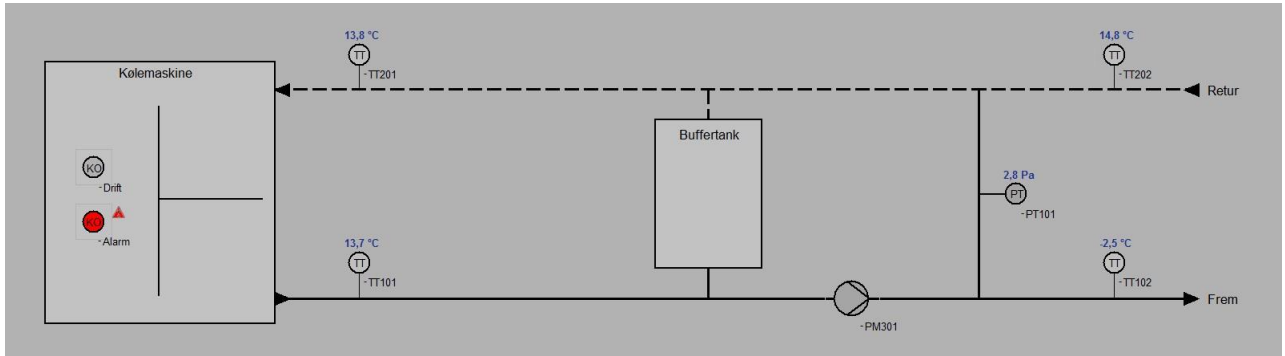 13,8 °C
TT
-TT201
14,8 °C
TT
-TT202
Retur
Kølemaskine
Buffertank
KO
-Drift
KO
-Alarm
2,8 Pa
PT
-PT101
13,7 °C
TT
-TT101
-2,5 °C
TT
-TT102
Frem
-PM301